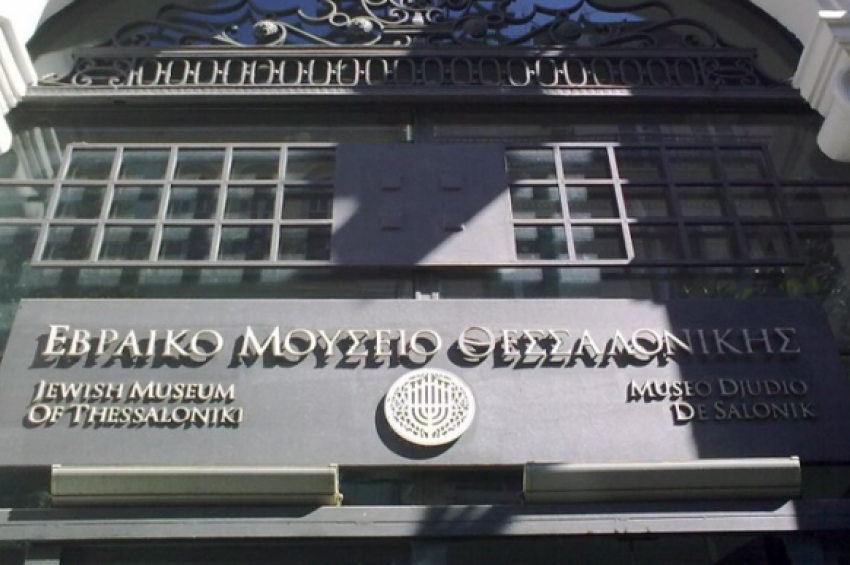 ΕΒΡΑΙΚΟ ΜΟΥΣΕΙΟ ΘΕΣΣΑΛΟΝΙΚΗΣ
JEWISH MUSEUM
OF THESSALONIKI
MUSEO DJUDIO
DE SALONIK